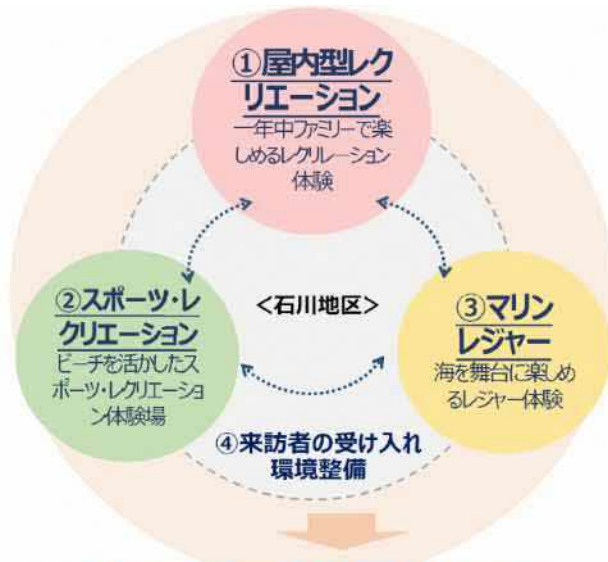 ①屋内型レク
リエーション
一年中ファミリーで楽
しめるレクリレーション
体験
②スポーツ・レ
クリエーション
ビーチを活かしたス
ポーツ・レクリエーショ
ン体験場
<石川地区>
③マリン
レジャー
海を舞台に楽しめ
るレジャー体験
④来訪者の受け入れ
環境整備